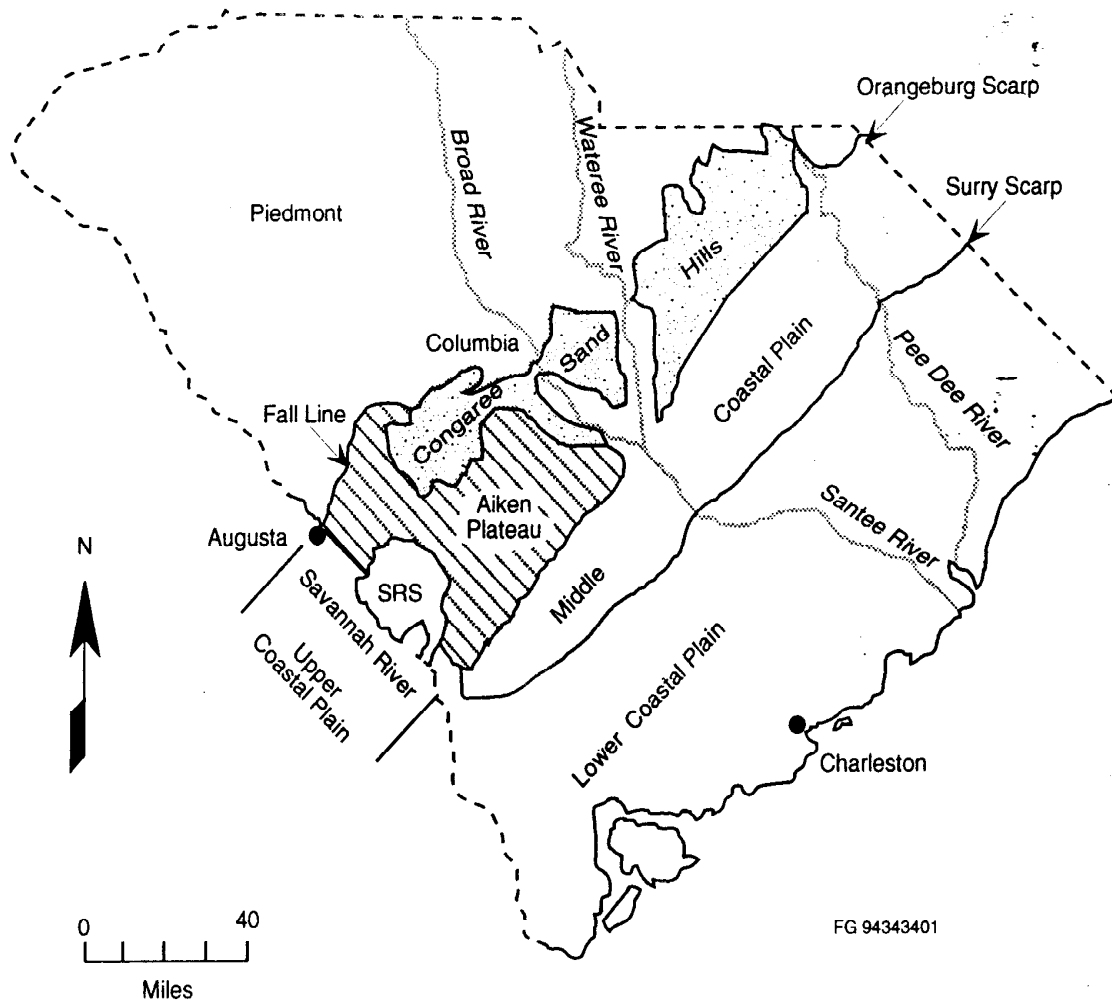 Orangeburg Scarp
Surry Scarp
Broad River
Wateree River
Piedmont
Hills
Columbia
Sand
Coastal Plain
Pee Dee River
Fall Line
Congaree
Aiken
Plateau
Santee River
Augusta
N
SRS
Middle
Savannah River
Upper
Coastal Plain
Lower Coastal Plain
Charleston
0 40
Miles
FG 94343401